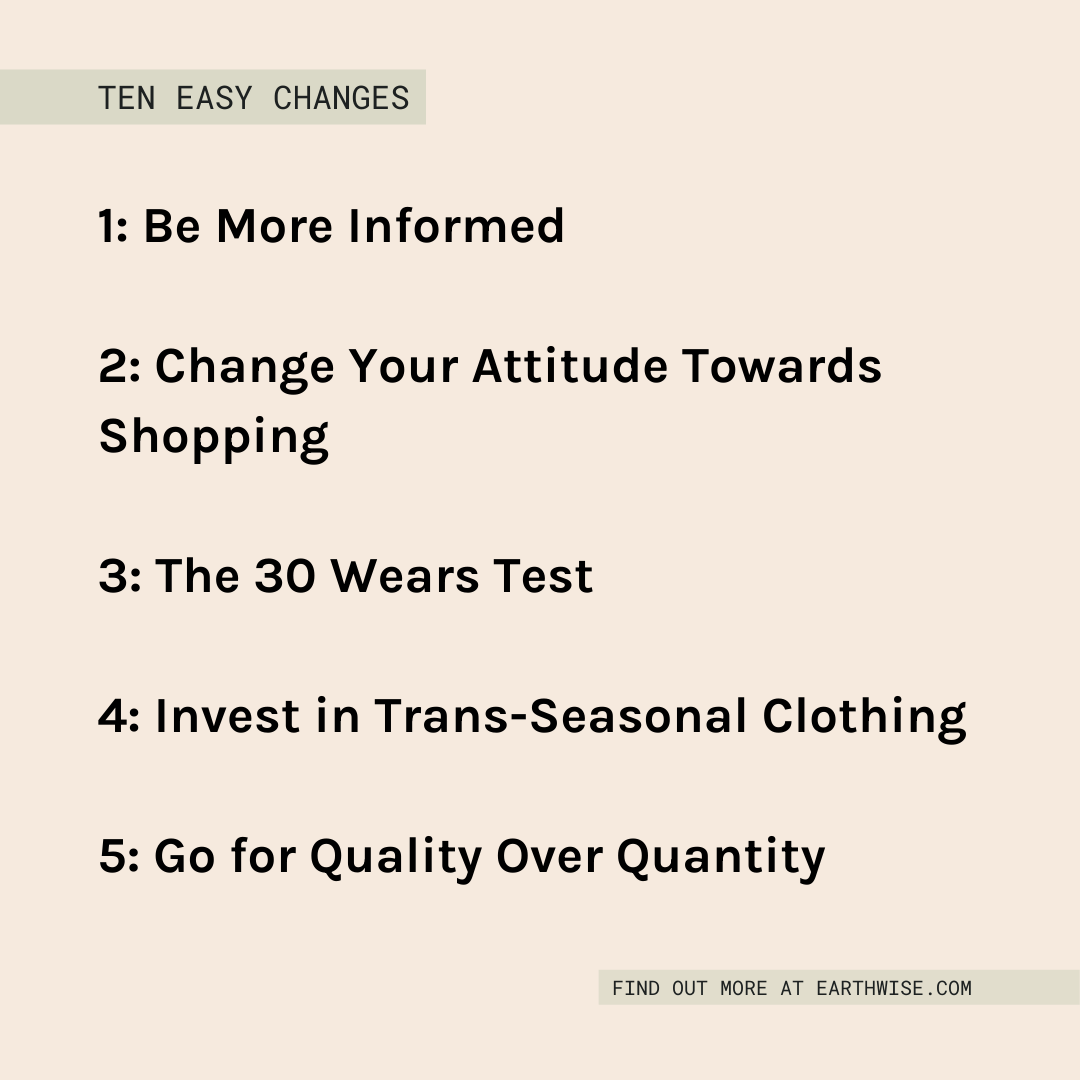 TEN EASY CHANGES
1: Be More Informed
2: Change Your Attitude Towards
Shopping
3: The 30 Wears Test
4: Invest in Trans-Seasonal Clothing
5: Go for Quality Over Quantity
FIND OUT MORE AT EARTHWISE.COM